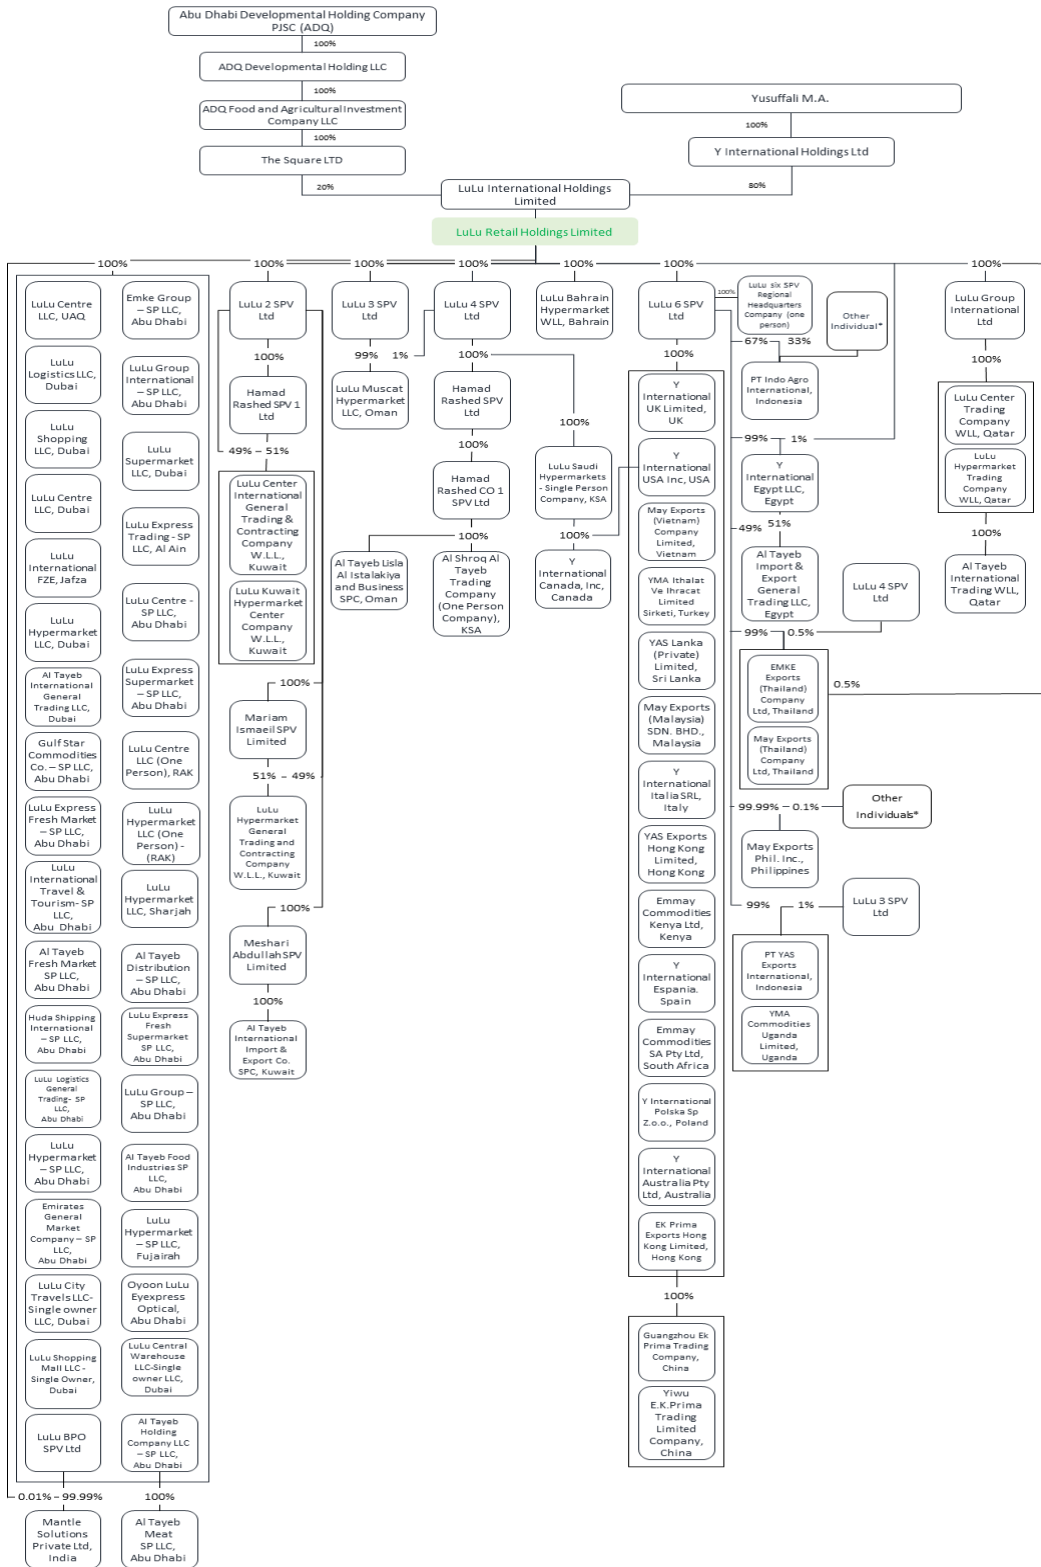 Abu Dhabi Developmental Holding Company
PJSC (ADQ)
100%
ADQ Developmental Holding LLC
100%
ADQ Food and Agricultural Investment
Company LLC
100%
The Square LTD
20%
Yusuffali M.A.
100%
Y International Holdings Ltd
80%
LuLu International Holdings
Limited
LuLu Retail Holdings Limited
100%
100%
100%
100%
100%
100%
100%
LuLu Centre
LLC, UAQ
LuLu
Logistics LLC,
Dubai
LuLu
Shopping
LLC, Dubai
LuLu Centre
LLC, Dubai
LuLu
International
FZE, Jafza
LuLu
Hypermarket
LLC, Dubai
Al Tayeb
International
General
Trading LLC,
Dubai
Gulf Star
Commodities
Co. – SP LLC,
Abu Dhabi
LuLu Express
Fresh Market
– SP LLC,
Abu Dhabi
LuLu
International
Travel &
Tourism- SP
LLC,
Abu Dhabi
Al Tayeb
Fresh Market
SP LLC,
Abu Dhabi
Huda Shipping
International
– SP LLC,
Abu Dhabi
LuLu Logistics
General
Trading- SP
LLC,
Abu Dhabi
LuLu
Hypermarket
– SP LLC,
Abu Dhabi
Emirates
General
Market
Company – SP
LLC,
Abu Dhabi
LuLu City
Travels LLC-
Single owner
LLC, Dubai
LuLu Shopping
Mall LLC -
Single Owner,
Dubai
LuLu BPO
SPV Ltd
0.01% – 99.99%
Mantle
Solutions
Private Ltd,
India
Emke Group
– SP LLC,
Abu Dhabi
LuLu Group
International
– SP LLC,
Abu Dhabi
LuLu
Supermarket
LLC, Dubai
LuLu Express
Trading - SP
LLC, Al Ain
LuLu Centre -
SP LLC,
Abu Dhabi
LuLu Express
Supermarket
– SP LLC,
Abu Dhabi
LuLu Centre
LLC (One
Person), RAK
LuLu
Hypermarket
LLC (One
Person) -
(RAK)
LuLu
Hypermarket
LLC, Sharjah
Al Tayeb
Distribution
– SP LLC,
Abu Dhabi
LuLu Express
Fresh
Supermarket
SP LLC,
Abu Dhabi
LuLu Group –
SP LLC,
Abu Dhabi
Al Tayeb Food
Industries SP
LLC,
Abu Dhabi
LuLu
Hypermarket
– SP LLC,
Fujairah
Oyoon LuLu
Eyexpress
Optical,
Abu Dhabi
LuLu Central
Warehouse
LLC-Single
owner LLC,
Dubai
Al Tayeb
Holding
Company LLC
– SP LLC,
Abu Dhabi
100%
Al Tayeb
Meat
SP LLC,
Abu Dhabi
LuLu 2 SPV
Ltd
100%
Hamad
Rashed SPV 1
Ltd
49% – 51%
LuLu Center
International
General
Trading &
Contracting
Company
W.L.L.,
Kuwait
LuLu Kuwait
Hypermarket
Center
Company
W.L.L.,
Kuwait
100%
Mariam
Ismaeil SPV
Limited
51% – 49%
LuLu
Hypermarket
General
Trading and
Contracting
Company
W.L.L., Kuwait
100%
Meshari
Abdullah SPV
Limited
100%
Al Tayeb
International
Import &
Export Co.
SPC, Kuwait
LuLu 3 SPV
Ltd
99% 1%
LuLu Muscat
Hypermarket
LLC, Oman
LuLu 4 SPV
Ltd
100%
Hamad
Rashed SPV
Ltd
100%
Hamad
Rashed CO 1
SPV Ltd
100%
Al Tayeb Lisla
Al Istalakiya
and Business
SPC, Oman
Al Shroq Al
Tayeb
Trading
Company
(One Person
Company),
KSA
LuLu Bahrain
Hypermarket
WLL, Bahrain
100%
LuLu Saudi
Hypermarkets
- Single Person
Company, KSA
100%
Y
International
Canada, Inc,
Canada
LuLu 6 SPV
Ltd
100%
Y
International
UK Limited,
UK
Y
International
USA Inc, USA
May Exports
(Vietnam)
Company
Limited,
Vietnam
YMA Ithalat
Ve Ihracat
Limited
Sirketi, Turkey
YAS Lanka
(Private)
Limited,
Sri Lanka
May Exports
(Malaysia)
SDN. BHD.,
Malaysia
Y
International
Italia SRL,
Italy
YAS Exports
Hong Kong
Limited,
Hong Kong
Emmay
Commodities
Kenya Ltd,
Kenya
Y
International
Espania.
Spain
Emmay
Commodities
SA Pty Ltd,
South Africa
Y International
Polska Sp
Z.o.o., Poland
Y
International
Australia Pty
Ltd, Australia
EK Prima
Exports Hong
Kong Limited,
Hong Kong
100%
Guangzhou Ek
Prima Trading
Company,
China
Yiwu
E.K.Prima
Trading
Limited
Company,
China
100%
LuLu six SPV
Regional
Headquarters
Company (one
person)
Other
Individual*
67% 33%
PT Indo Agro
International,
Indonesia
99% 1%
Y
International
Egypt LLC,
Egypt
49% 51%
Al Tayeb
Import &
Export
General
Trading LLC,
Egypt
LuLu 4 SPV
Ltd
99% 0.5%
EMKE
Exports
(Thailand)
Company
Ltd, Thailand
May Exports
(Thailand)
Company
Ltd, Thailand
0.5%
99.99% – 0.1%
Other
Individuals*
May Exports
Phil. Inc.,
Philippines
99% 1%
LuLu 3 SPV
Ltd
PT YAS
Exports
International,
Indonesia
YMA
Commodities
Uganda
Limited,
Uganda
LuLu Group
International
Ltd
100%
LuLu Center
Trading
Company
WLL, Qatar
LuLu
Hypermarket
Trading
Company
WLL, Qatar
100%
Al Tayeb
International
Trading WLL,
Qatar